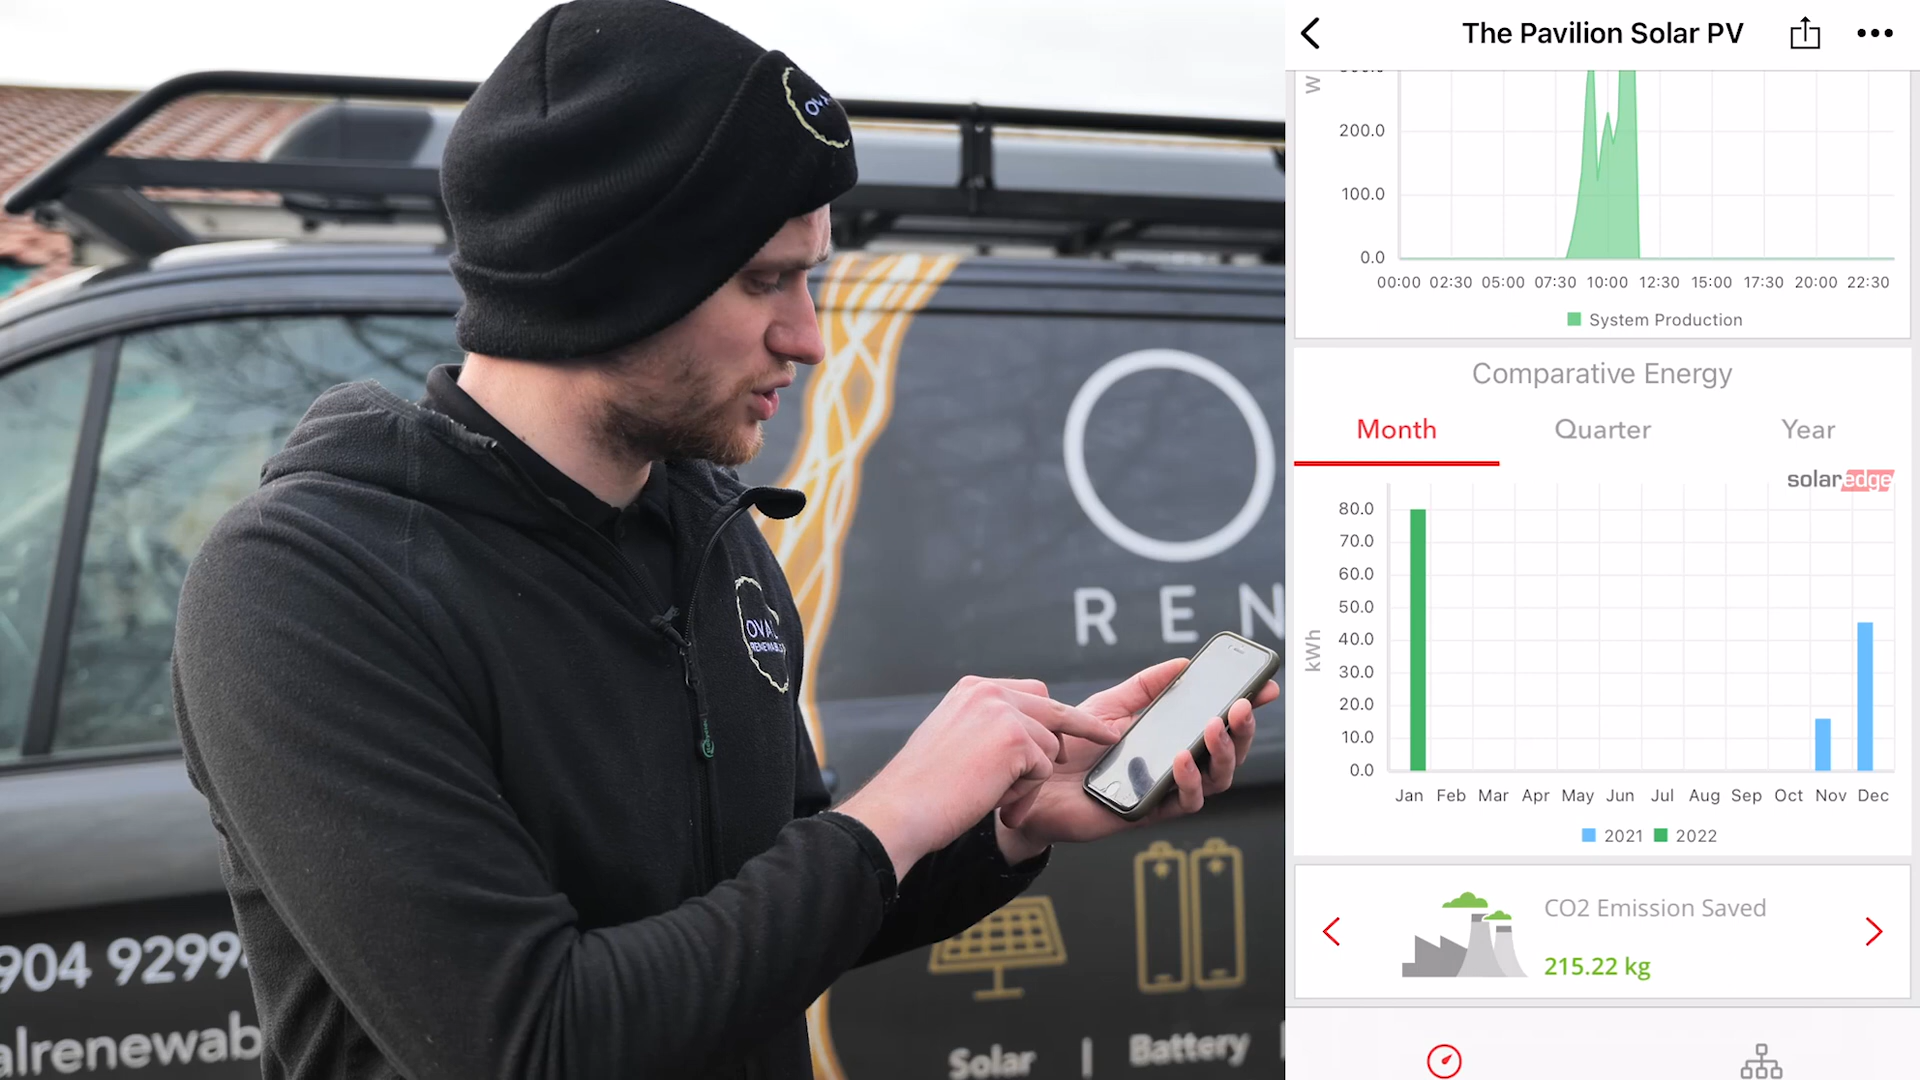 OVA
OVAL
RENEWABLES
O
REN
904 9299
alrenewab
Solar | Battery |
The Pavilion Solar PV
W
200.0
100.0
0.0
00:00 02:30 05:00 07:30 10:00 12:30 15:00 17:30 20:00 22:30
System Production
Comparative Energy
Month Quarter Year
solaredge
kWh
80.0
70.0
60.0
50.0
40.0
30.0
20.0
10.0
0.0
Jan Feb Mar Apr May Jun Jul Aug Sep Oct Nov Dec
2021 2022
CO2 Emission Saved
215.22 kg